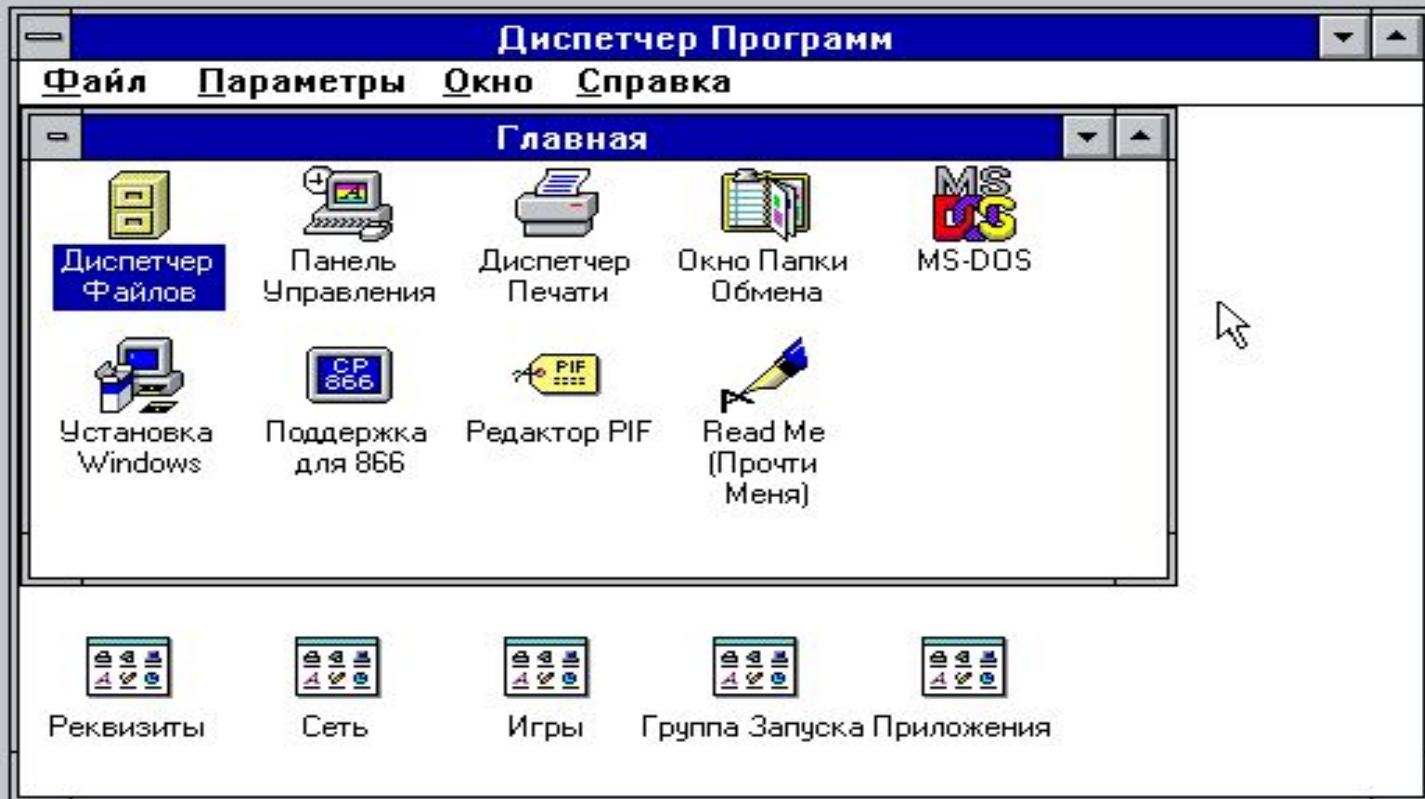 Диспетчер Программ
Файл Параметры Окно Справка
Главная
MS
DOS
Диспетчер
Файлов
Панель
Управления
Диспетчер
Печати
Окно Папки
Обмена
MS-DOS
CP
866
PIF
Установка
Windows
Поддержка
для 866
Редактор PIF
Read Me
(Прочти
Меня)
Реквизиты
Сеть
Игры
Группа Запуска
Приложения